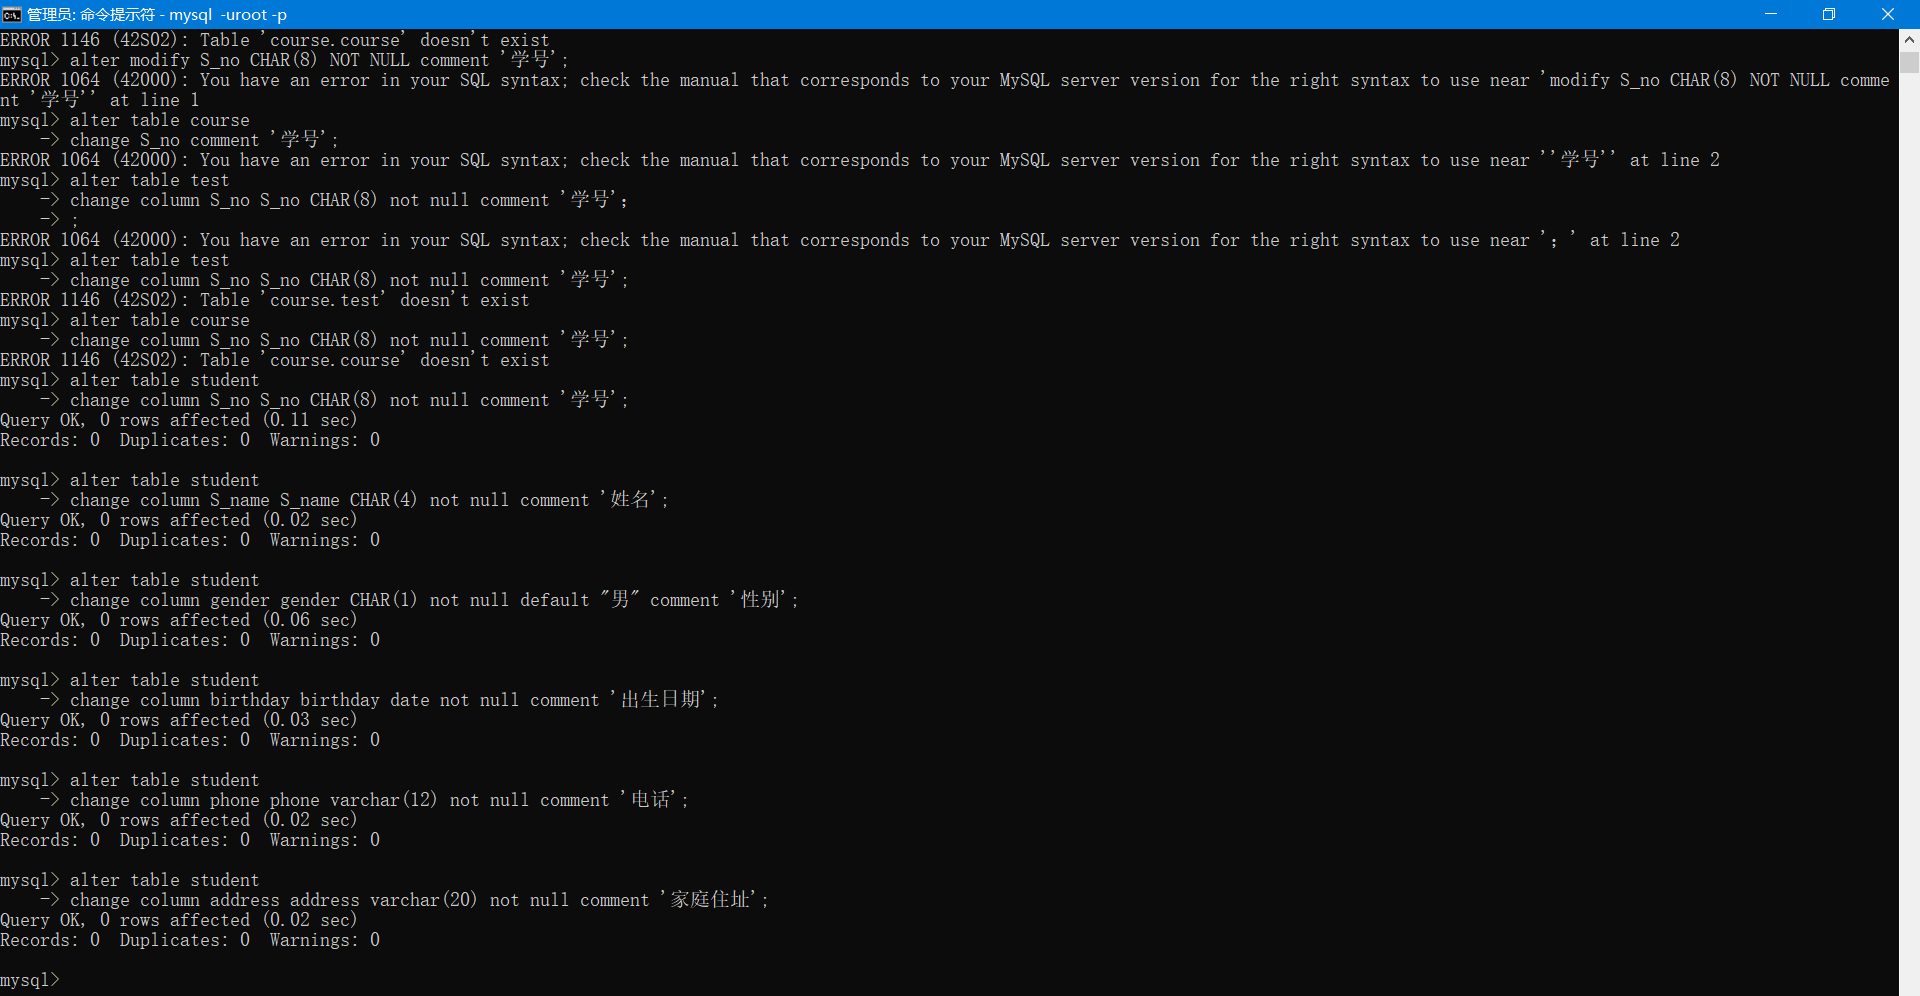 管理员: 命令提示符 - mysql  -uroot -p
ERROR 1146 (42S02): Table 'course.course' doesn't exist
mysql> alter modify S_no CHAR(8) NOT NULL comment '学号';
ERROR 1064 (42000): You have an error in your SQL syntax; check the manual that corresponds to your MySQL server version for the right syntax to use near 'modify S_no CHAR(8) NOT NULL comme
nt '学号'' at line 1
mysql> alter table course
    -> change S_no comment '学号';
ERROR 1064 (42000): You have an error in your SQL syntax; check the manual that corresponds to your MySQL server version for the right syntax to use near ''学号'' at line 2
mysql> alter table test
    -> change column S_no S_no CHAR(8) not null comment '学号'；
    -> ;
ERROR 1064 (42000): You have an error in your SQL syntax; check the manual that corresponds to your MySQL server version for the right syntax to use near '；' at line 2
mysql> alter table test
    -> change column S_no S_no CHAR(8) not null comment '学号';
ERROR 1146 (42S02): Table 'course.test' doesn't exist
mysql> alter table course
    -> change column S_no S_no CHAR(8) not null comment '学号';
ERROR 1146 (42S02): Table 'course.course' doesn't exist
mysql> alter table student
    -> change column S_no S_no CHAR(8) not null comment '学号';
Query OK, 0 rows affected (0.11 sec)
Records: 0  Duplicates: 0  Warnings: 0
mysql> alter table student
    -> change column S_name S_name CHAR(4) not null comment '姓名';
Query OK, 0 rows affected (0.02 sec)
Records: 0  Duplicates: 0  Warnings: 0
mysql> alter table student
    -> change column gender gender CHAR(1) not null default "男" comment '性别';
Query OK, 0 rows affected (0.06 sec)
Records: 0  Duplicates: 0  Warnings: 0
mysql> alter table student
    -> change column birthday birthday date not null comment '出生日期';
Query OK, 0 rows affected (0.03 sec)
Records: 0  Duplicates: 0  Warnings: 0
mysql> alter table student
    -> change column phone phone varchar(12) not null comment '电话';
Query OK, 0 rows affected (0.02 sec)
Records: 0  Duplicates: 0  Warnings: 0
mysql> alter table student
    -> change column address address varchar(20) not null comment '家庭住址';
Query OK, 0 rows affected (0.02 sec)
Records: 0  Duplicates: 0  Warnings: 0
mysql>